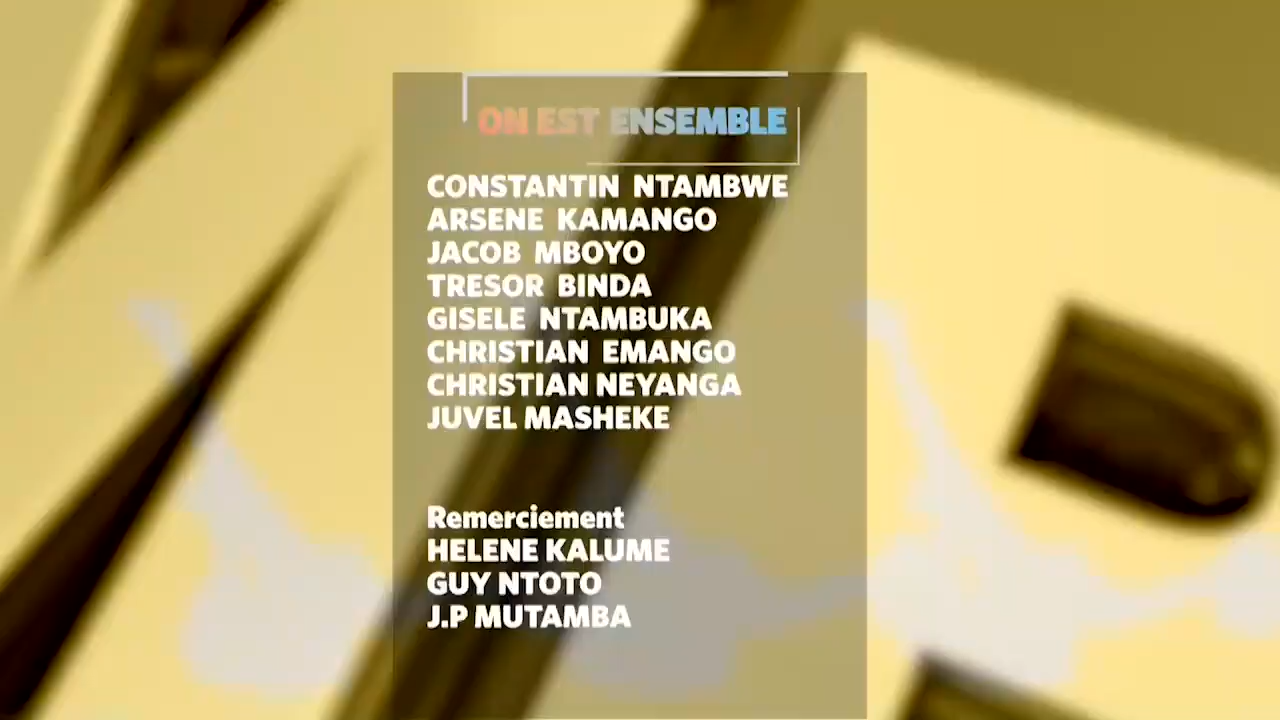 ON EST ENSEMBLE
CONSTANTIN NTAMBWE
ARSENE KAMANGO
JACOB MBOYO
TRESOR BINDA
GISELE NTAMBUKA
CHRISTIAN EMANGO
CHRISTIAN NEYANGA
JUVEL MASHEKE
Remerciement
HELENE KALUME
GUY NTOTO
J.P MUTAMBA